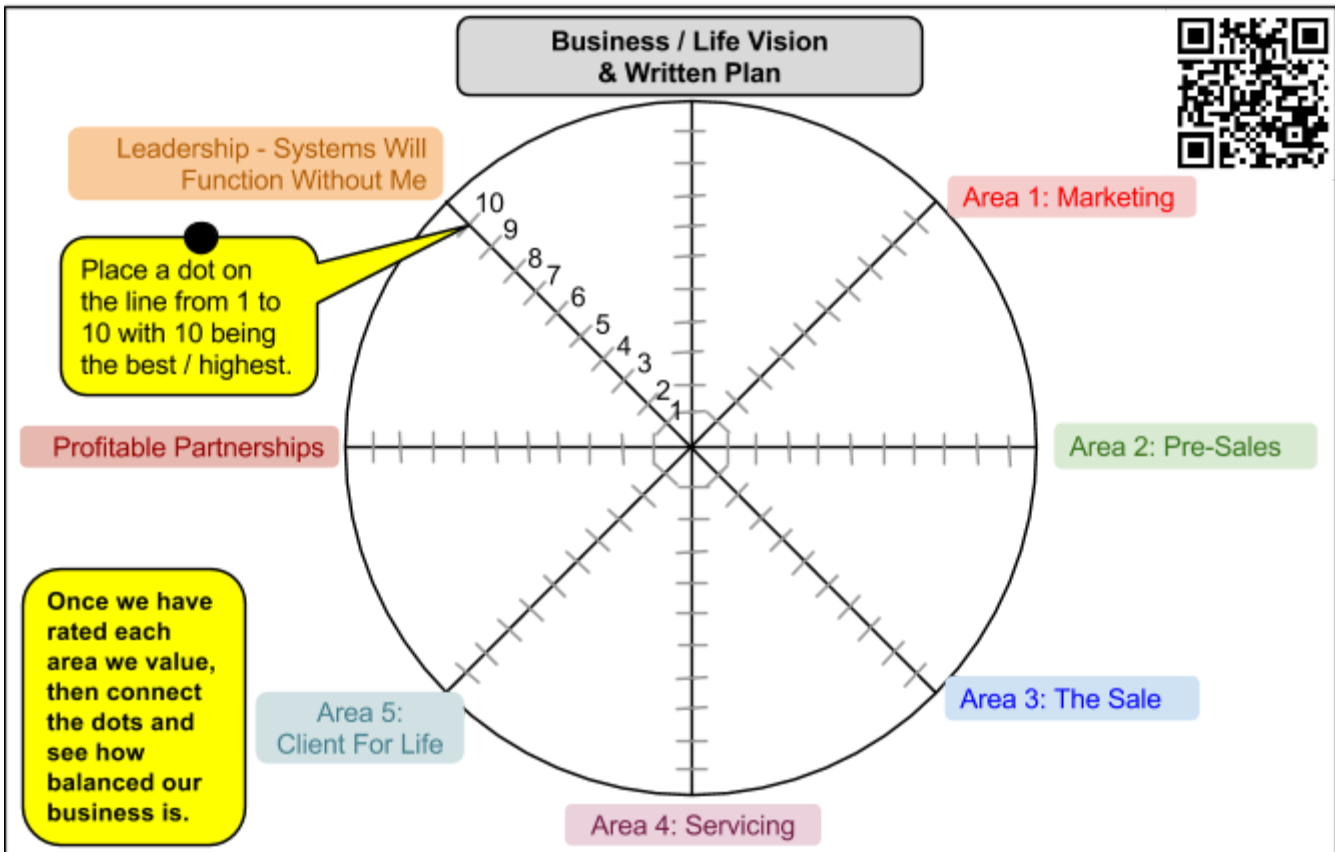 Business / Life Vision
& Written Plan
Leadership - Systems Will
Function Without Me
Area 1: Marketing
10
9
8
7
6
5
4
3
2
1
Place a dot on
the line from 1 to
10 with 10 being
the best / highest.
Profitable Partnerships
Area 2: Pre-Sales
Once we have
rated each
area we value,
then connect
the dots and
see how
balanced our
business is.
Area 5:
Client For Life
Area 3: The Sale
Area 4: Servicing